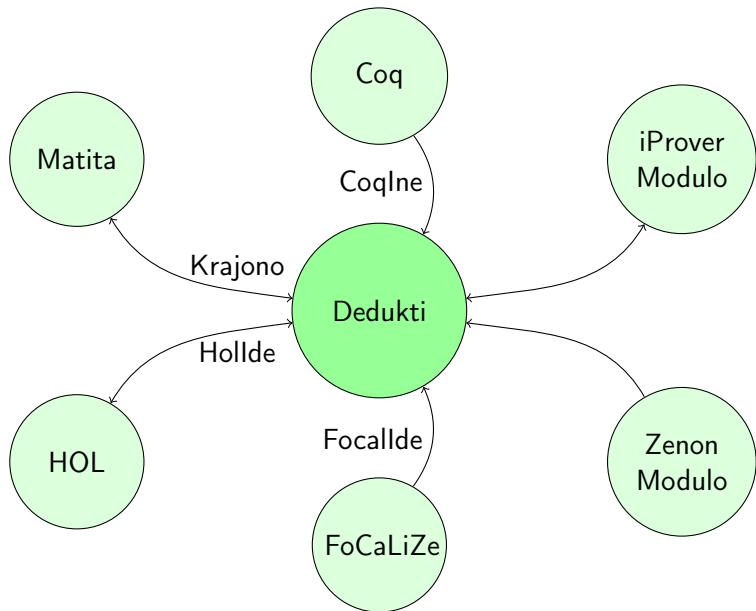 Coq
iProver
Modulo
Matita
CoqIne
Krajono
Dedukti
HolIde
FocalIde
HOL
Zenon
Modulo
FoCaLiZe